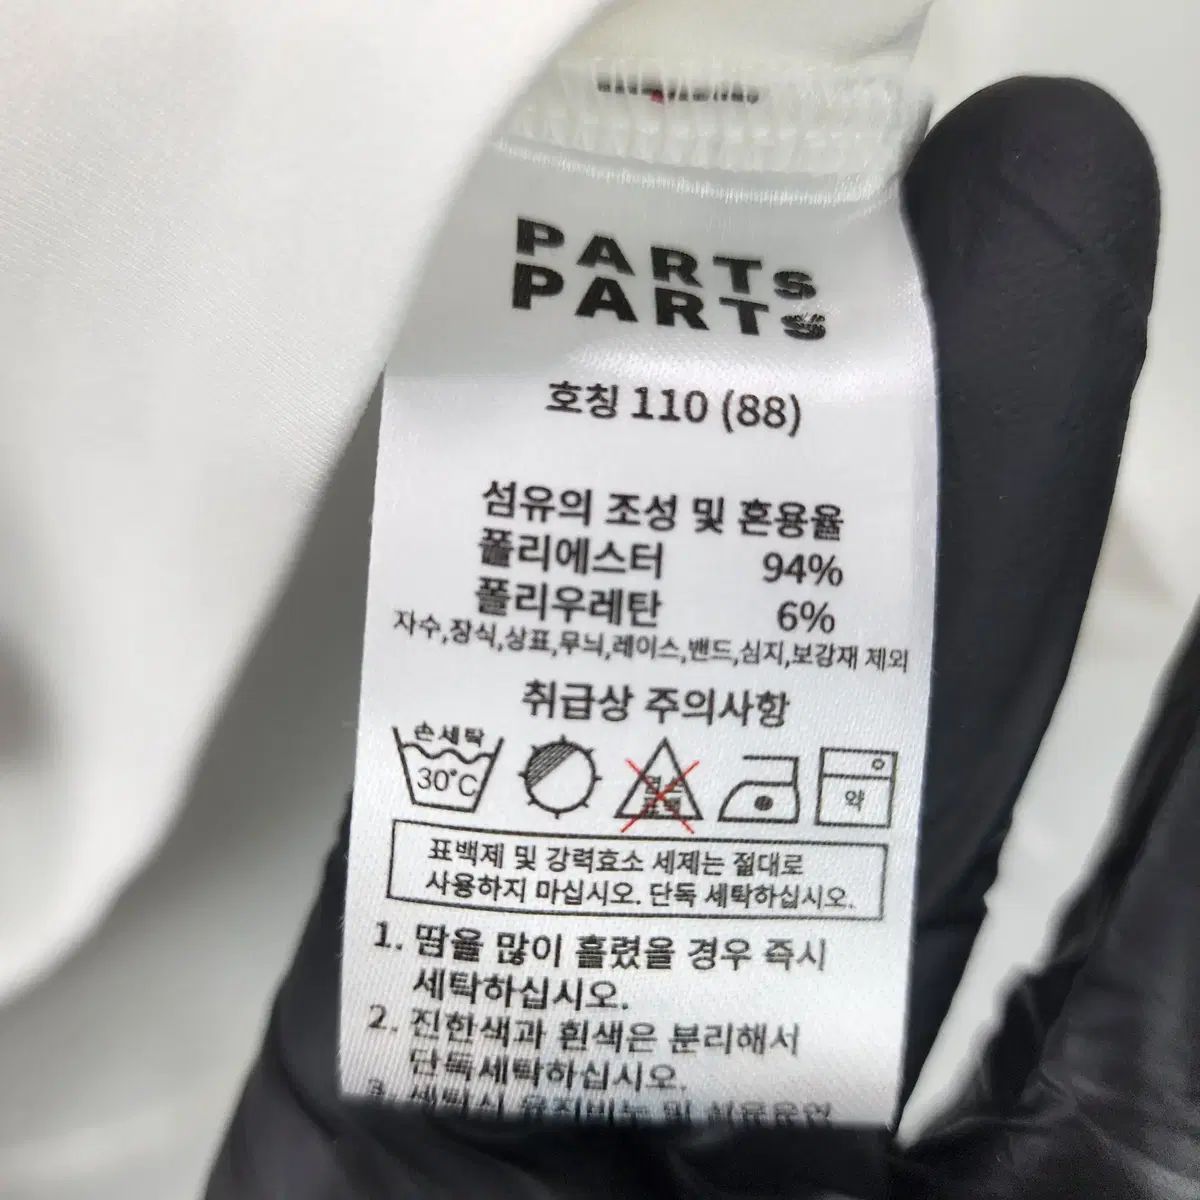 PARTs
PARTs
호칭 110 (88)
섬유의 조성 및 혼용율
폴리에스터 94%
폴리우레탄 6%
자수,장식,상표,무늬,레이스,밴드,심지,보강재 제외
취급상 주의사항
손세탁
30°C
염소
표백
약
표백제 및 강력효소 세제는 절대로
사용하지 마십시오. 단독 세탁하십시오.
1. 땀을 많이 흘렸을 경우 즉시
세탁하십시오.
2. 진한색과 흰색은 분리해서
단독세탁하십시오.
3.